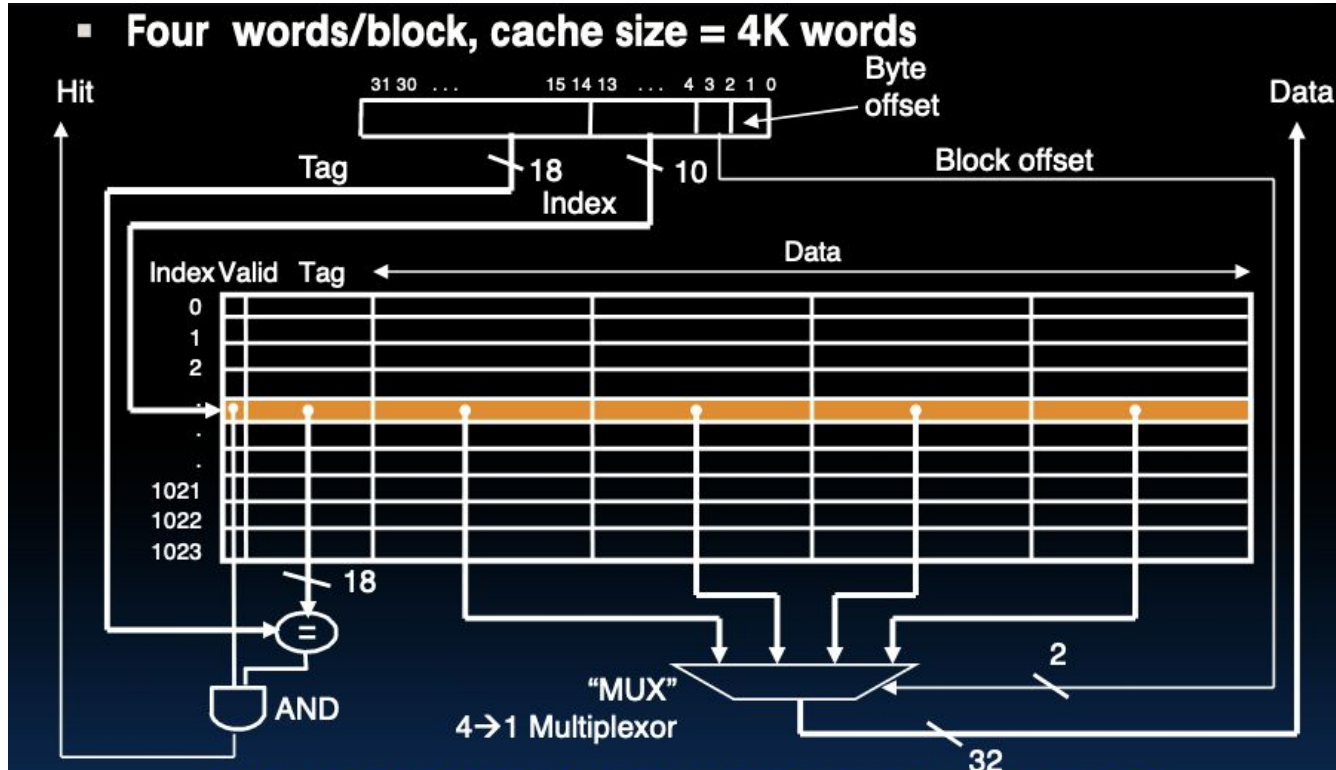 ▪ Four words/block, cache size = 4K words
31 30 . . . 15 14 13 . . . 4 3 2 1 0
Byte
offset
Hit
Data
Tag
18
10
Block offset
Index
Data
Index Valid Tag
0
1
2
.
.
.
1021
1022
1023
18
=
AND
2
“MUX”
4→1 Multiplexor
32